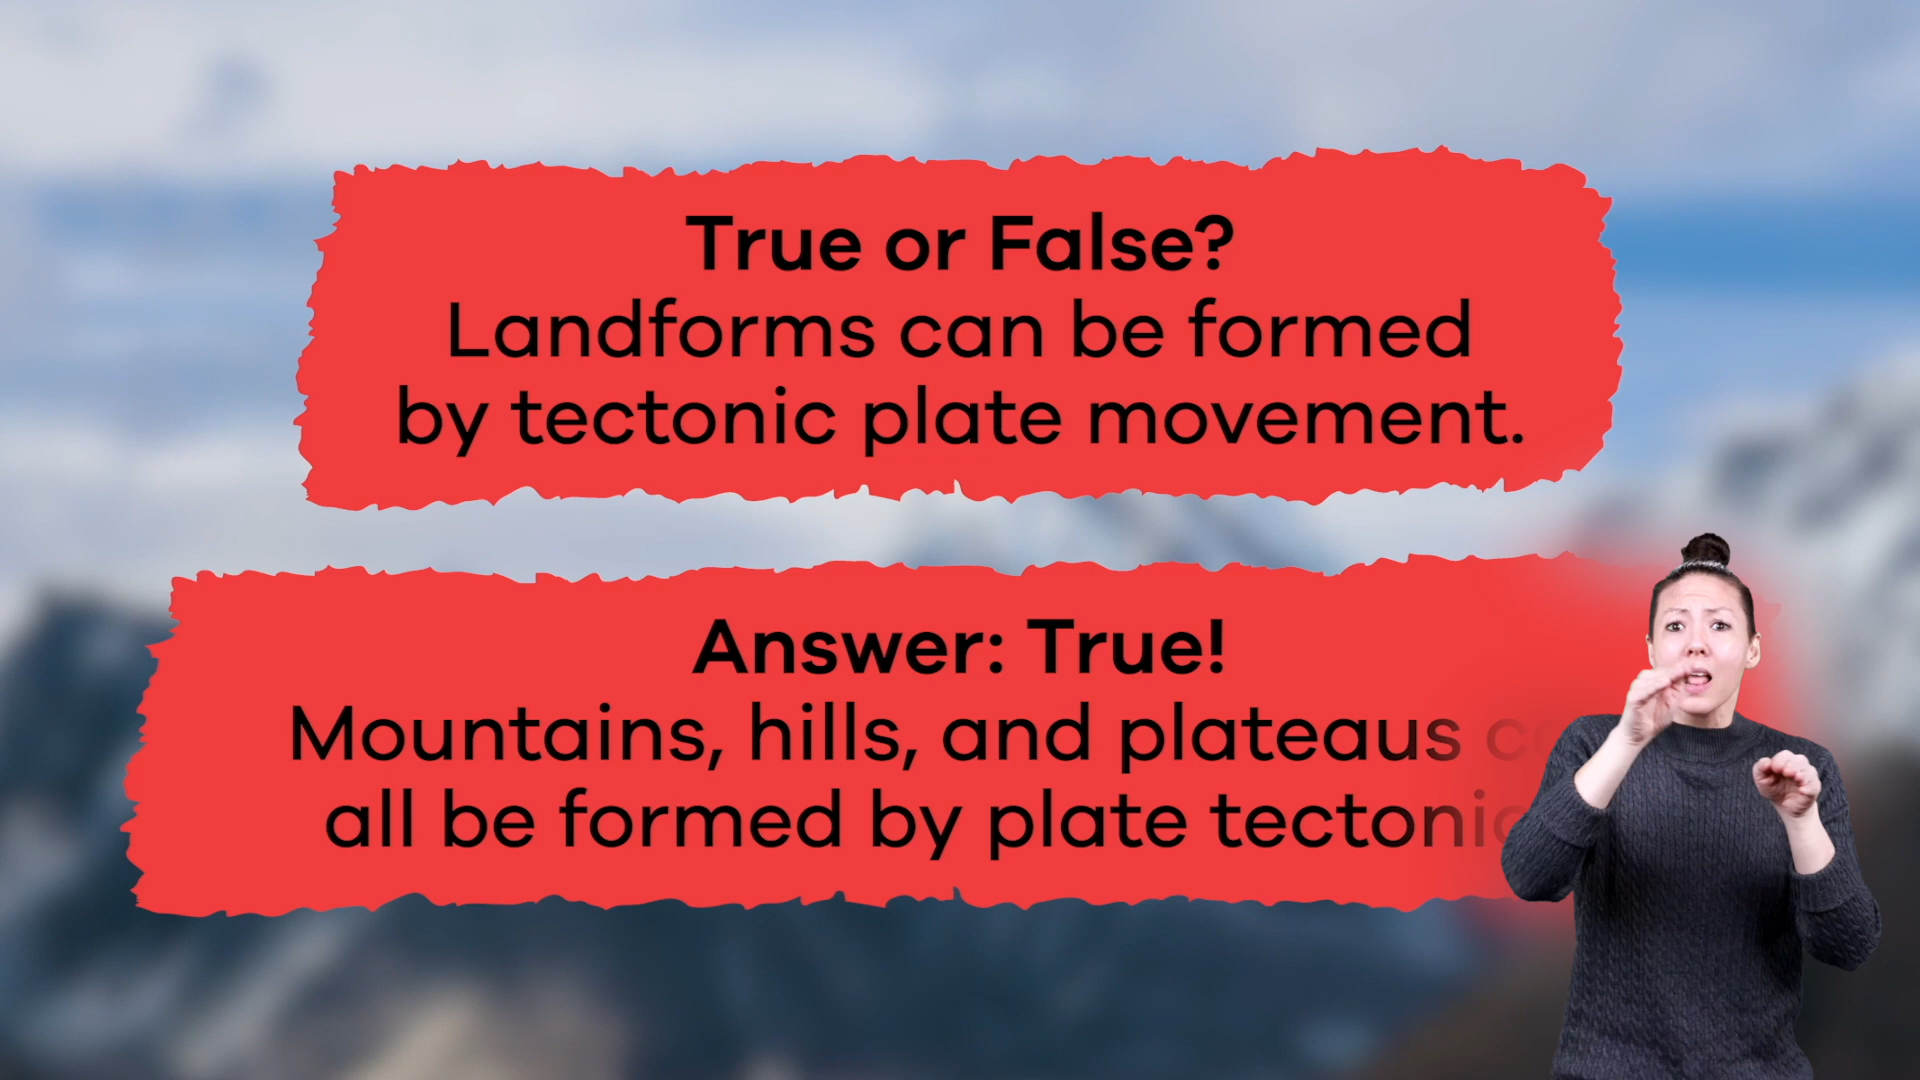 True or False?
Landforms can be formed
by tectonic plate movement.
Answer: True!
Mountains, hills, and plateaus
all be formed by plate